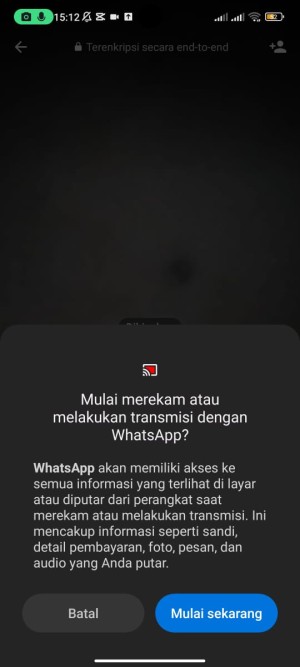 15:12
Terenkripsi secara end-to-end
Mulai merekam atau
melakukan transmisi dengan
WhatsApp?
WhatsApp akan memiliki akses ke
semua informasi yang terlihat di layar
atau diputar dari perangkat saat
merekam atau melakukan transmisi. Ini
mencakup informasi seperti sandi,
detail pembayaran, foto, pesan, dan
audio yang Anda putar.
Batal
Mulai sekarang